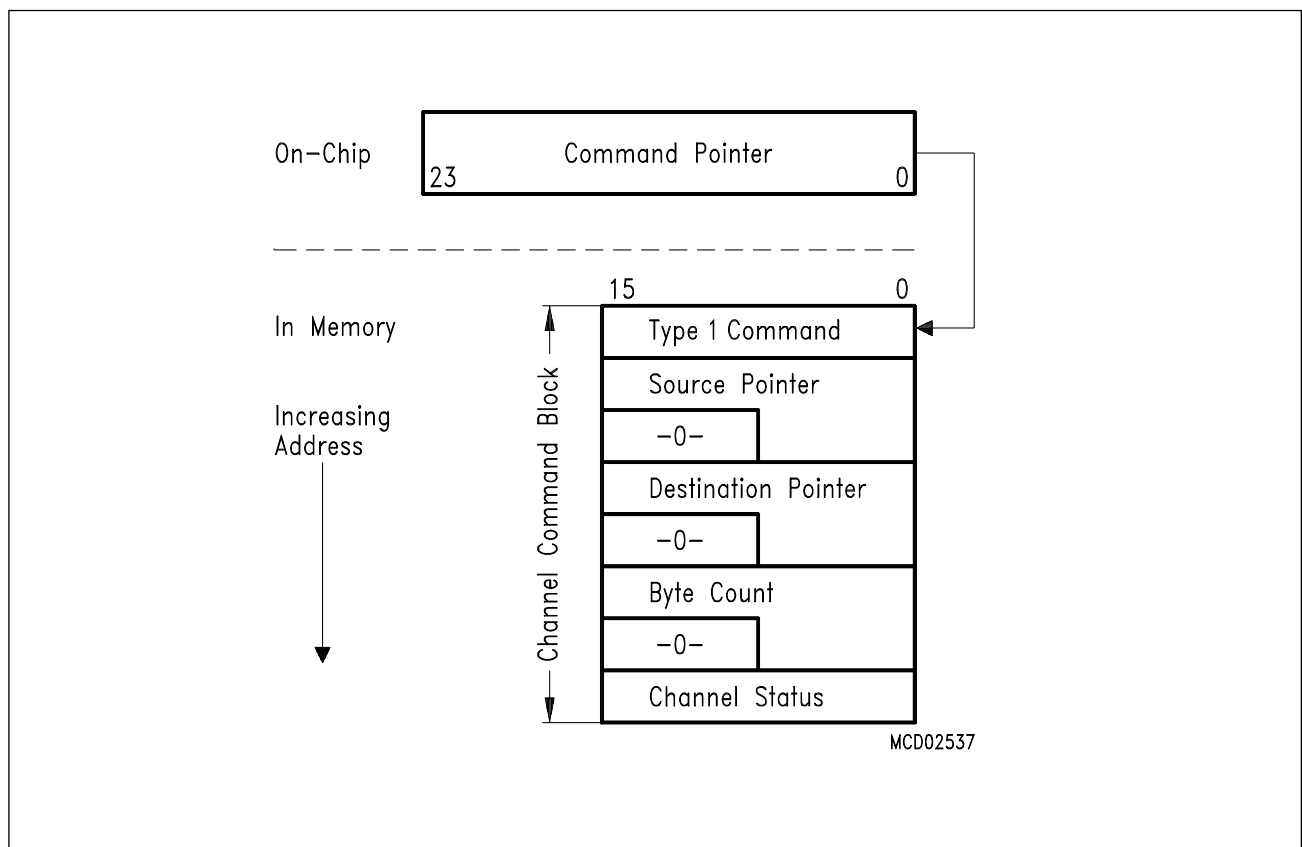 On-Chip
Command Pointer
23
0
15
0
In Memory
Type 1 Command
Source Pointer
Increasing
Address
-0-
Channel Command Block
Destination Pointer
-0-
Byte Count
-0-
Channel Status
MCD02537